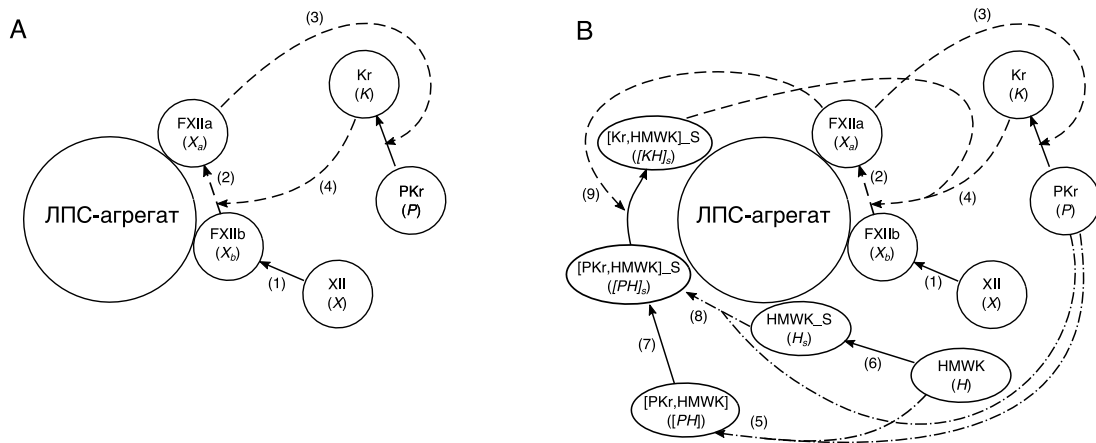 A
(3)
Kr
(K)
FXIIa
(Xa)
(2)
(4)
PKr
(P)
ЛПС-агрегат
FXIIb
(Xb)
(1)
XII
(X)
B
(3)
Kr
(K)
FXIIa
(Xa)
[Kr,HMWK]_S
([KH]s)
(2)
(4)
(9)
PKr
(P)
ЛПС-агрегат
FXIIb
(Xb)
[PKr,HMWK]_S
([PH]s)
(1)
XII
(X)
(8)
HMWK_S
(Hs)
(7)
(6)
HMWK
(H)
[PKr,HMWK]
([PH])
(5)